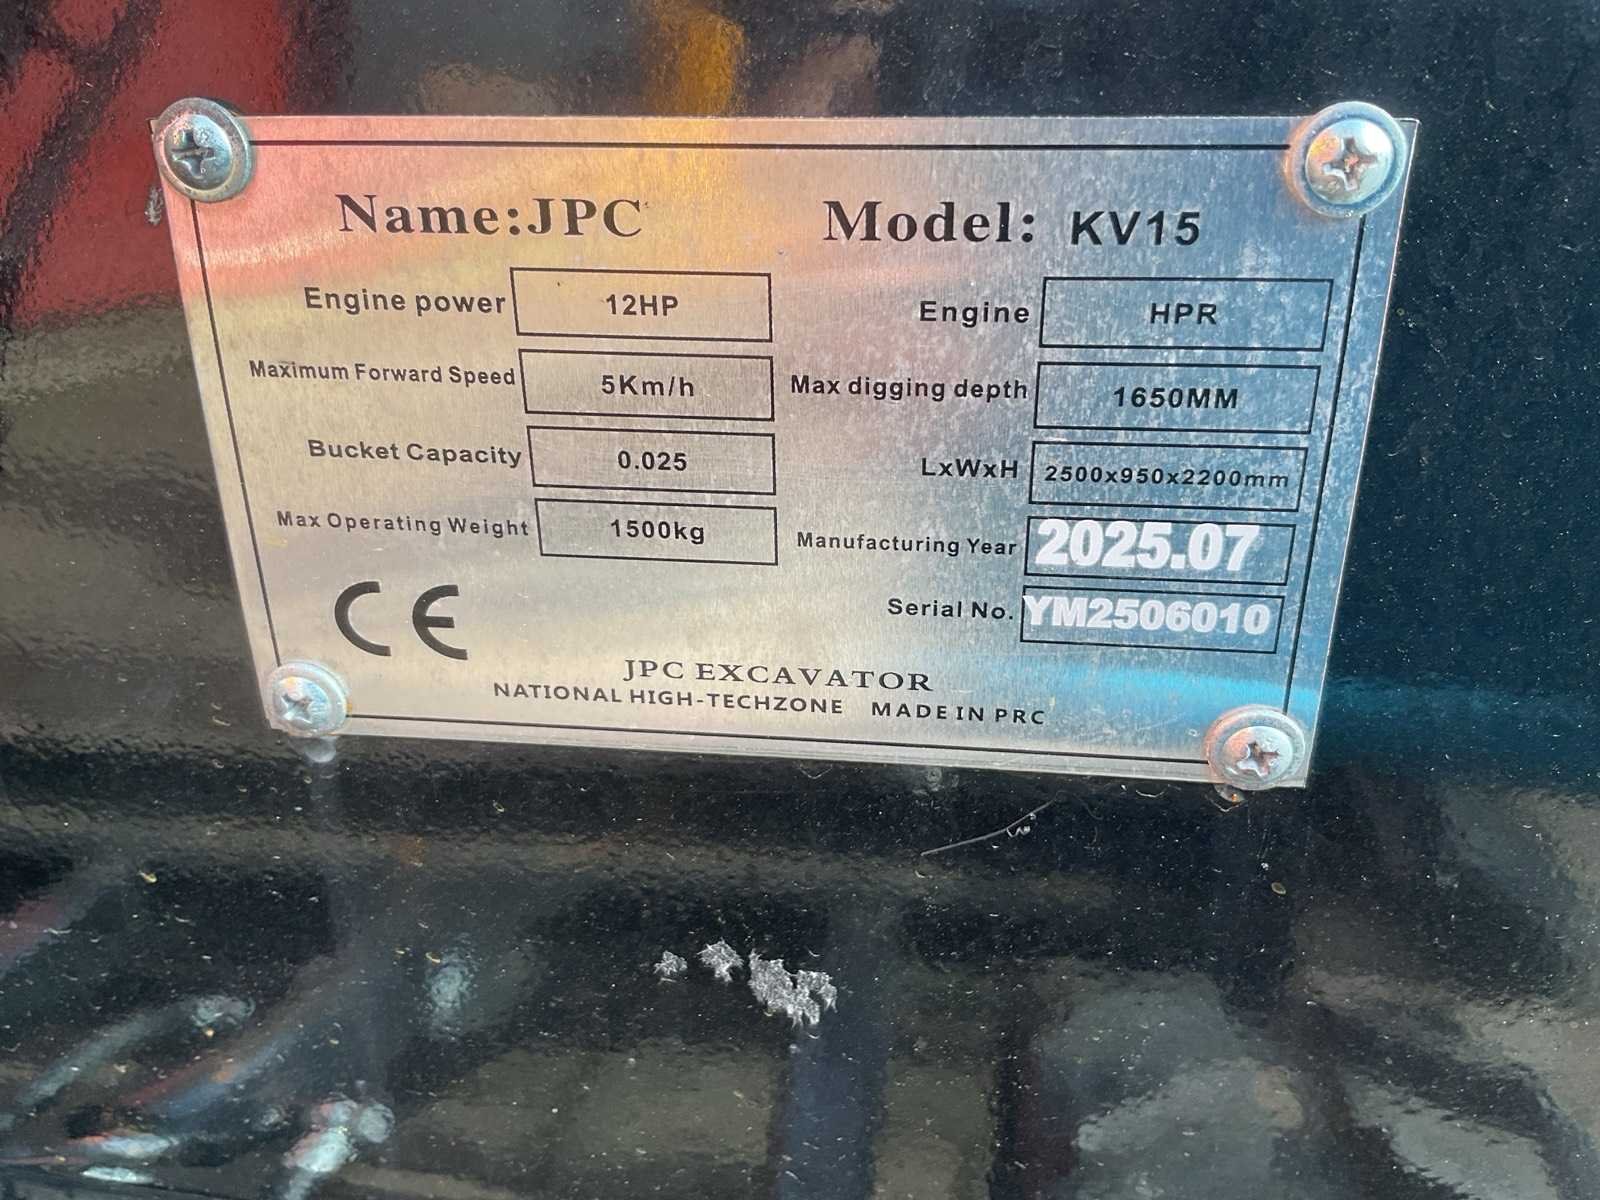 Name:JPC Model: KV15
Engine power 12HP Engine HPR
Maximum Forward Speed 5Km/h Max digging depth 1650MM
Bucket Capacity 0.025 LxWxH 2500x950x2200mm
Max Operating Weight 1500kg Manufacturing Year 2025.07
Serial No. YM2506010
CE
JPC EXCAVATOR
NATIONAL HIGH-TECHZONE MADE IN PRC